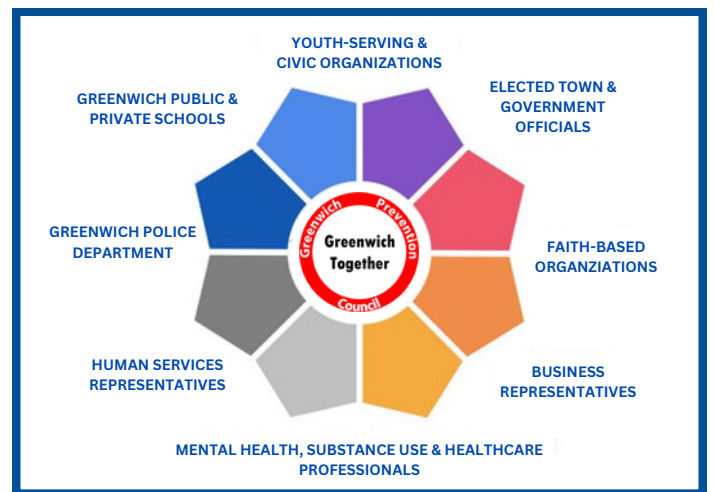 YOUTH-SERVING &
CIVIC ORGANIZATIONS
ELECTED TOWN &
GOVERNMENT
OFFICIALS
GREENWICH PUBLIC &
PRIVATE SCHOOLS
GREENWICH POLICE
DEPARTMENT
Greenwich Prevention
Greenwich
Together
Council
FAITH-BASED
ORGANZIATIONS
HUMAN SERVICES
REPRESENTATIVES
BUSINESS
REPRESENTATIVES
MENTAL HEALTH, SUBSTANCE USE & HEALTHCARE
PROFESSIONALS